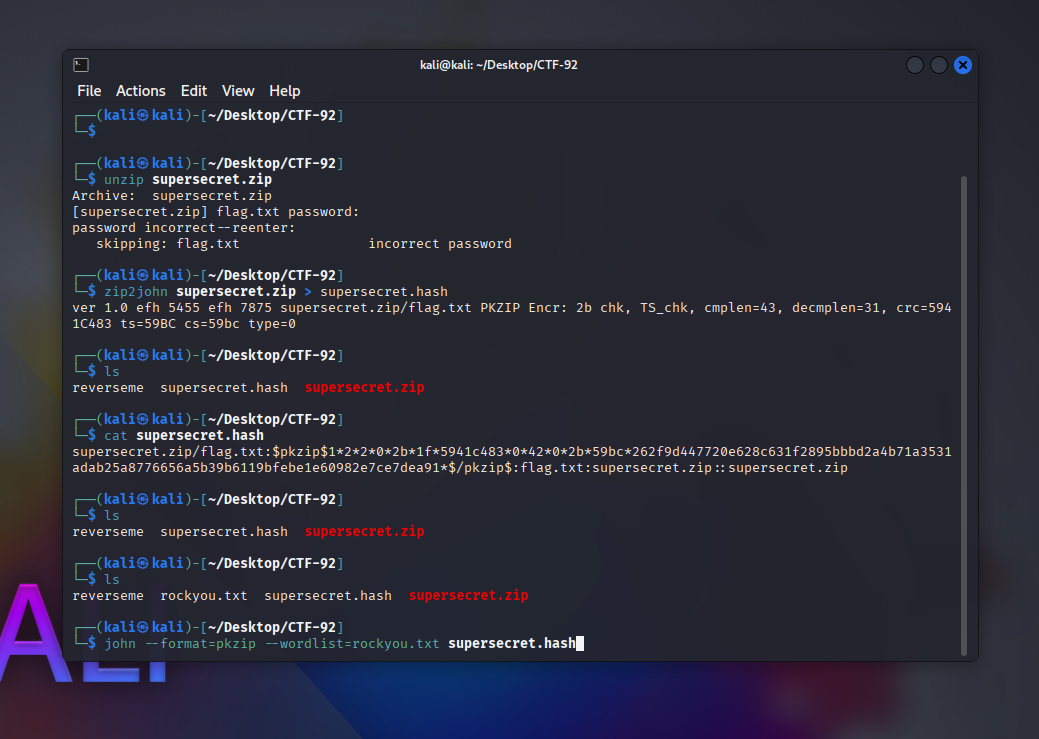 kali@kali: ~/Desktop/CTF-92
File Actions Edit View Help
┌──(kali㉿kali)-[~/Desktop/CTF-92]
└─$
┌──(kali㉿kali)-[~/Desktop/CTF-92]
└─$ unzip supersecret.zip
Archive:  supersecret.zip
[supersecret.zip] flag.txt password:
password incorrect--reenter:
   skipping: flag.txt                incorrect password
┌──(kali㉿kali)-[~/Desktop/CTF-92]
└─$ zip2john supersecret.zip > supersecret.hash
ver 1.0 efh 5455 efh 7875 supersecret.zip/flag.txt PKZIP Encr: 2b chk, TS_chk, cmplen=43, decmplen=31, crc=594
1C483 ts=59BC cs=59bc type=0
┌──(kali㉿kali)-[~/Desktop/CTF-92]
└─$ ls
reverseme  supersecret.hash  supersecret.zip
┌──(kali㉿kali)-[~/Desktop/CTF-92]
└─$ cat supersecret.hash
supersecret.zip/flag.txt:$pkzip$1*2*2*0*2b*1f*5941c483*0*42*0*2b*59bc*262f9d447720e628c631f2895bbbd2a4b71a3531
adab25a8776656a5b39b6119bfebe1e60982e7ce7dea91*$/pkzip$:flag.txt:supersecret.zip::supersecret.zip
┌──(kali㉿kali)-[~/Desktop/CTF-92]
└─$ ls
reverseme  supersecret.hash  supersecret.zip
┌──(kali㉿kali)-[~/Desktop/CTF-92]
└─$ ls
reverseme  rockyou.txt  supersecret.hash  supersecret.zip
┌──(kali㉿kali)-[~/Desktop/CTF-92]
└─$ john --format=pkzip --wordlist=rockyou.txt supersecret.hash
ALI